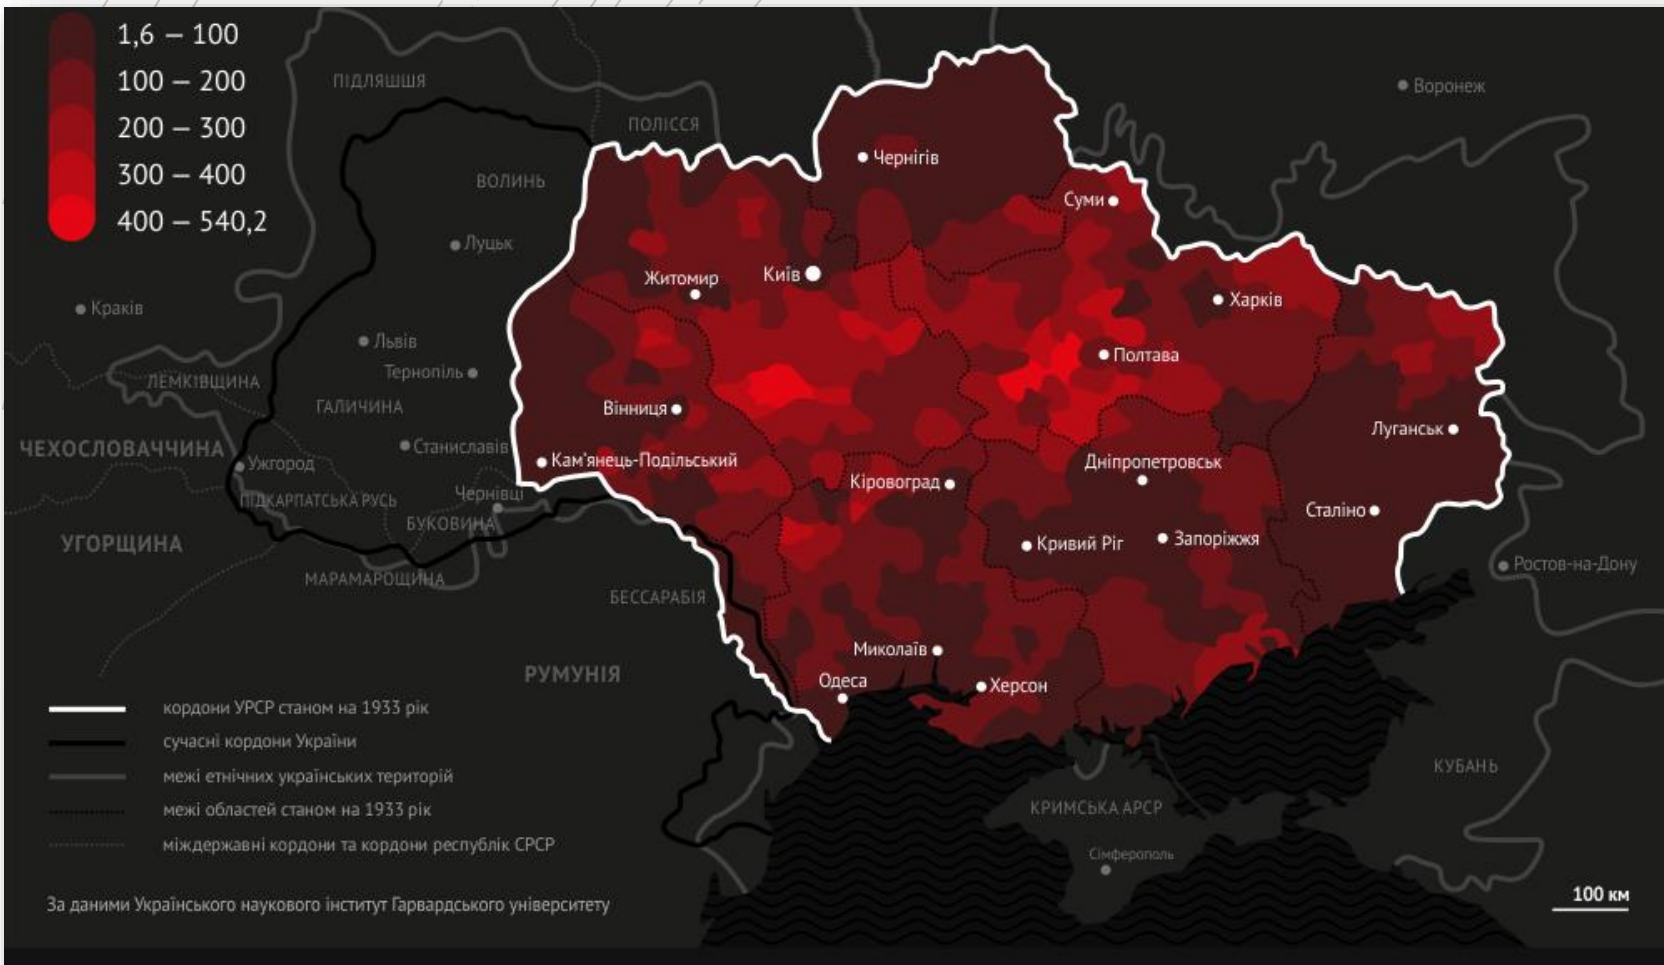 1,6 — 100
100 — 200
200 — 300
300 — 400
400 — 540,2
ПІДЛЯШШЯ
ПОЛІССЯ
ВОЛИНЬ
Воронеж
Чернігів
Суми
Луцьк
Житомир
Київ
Харків
Краків
Львів
Тернопіль
Полтава
ЛЕМКІВЩИНА
ГАЛИЧИНА
Вінниця
Луганськ
ЧЕХОСЛОВАЧЧИНА
Станиславів
Ужгород
Кам'янець-Подільський
Дніпропетровськ
Кіровоград
ПІДКАРПАТСЬКА РУСЬ
Чернівці
БУКОВИНА
Сталіно
УГОРЩИНА
Кривий Ріг
Запоріжжя
МАРАМАРОЩИНА
Ростов-на-Дону
БЕССАРАБІЯ
Миколаїв
РУМУНІЯ
Одеса
Херсон
кордони УРСР станом на 1933 рік
сучасні кордони України
межі етнічних українських територій
межі областей станом на 1933 рік
міждержавні кордони та кордони республік СРСР
КУБАНЬ
КРИМСЬКА АРСР
Сімферополь
За даними Українського наукового інститут Гарвардського університету
100 км